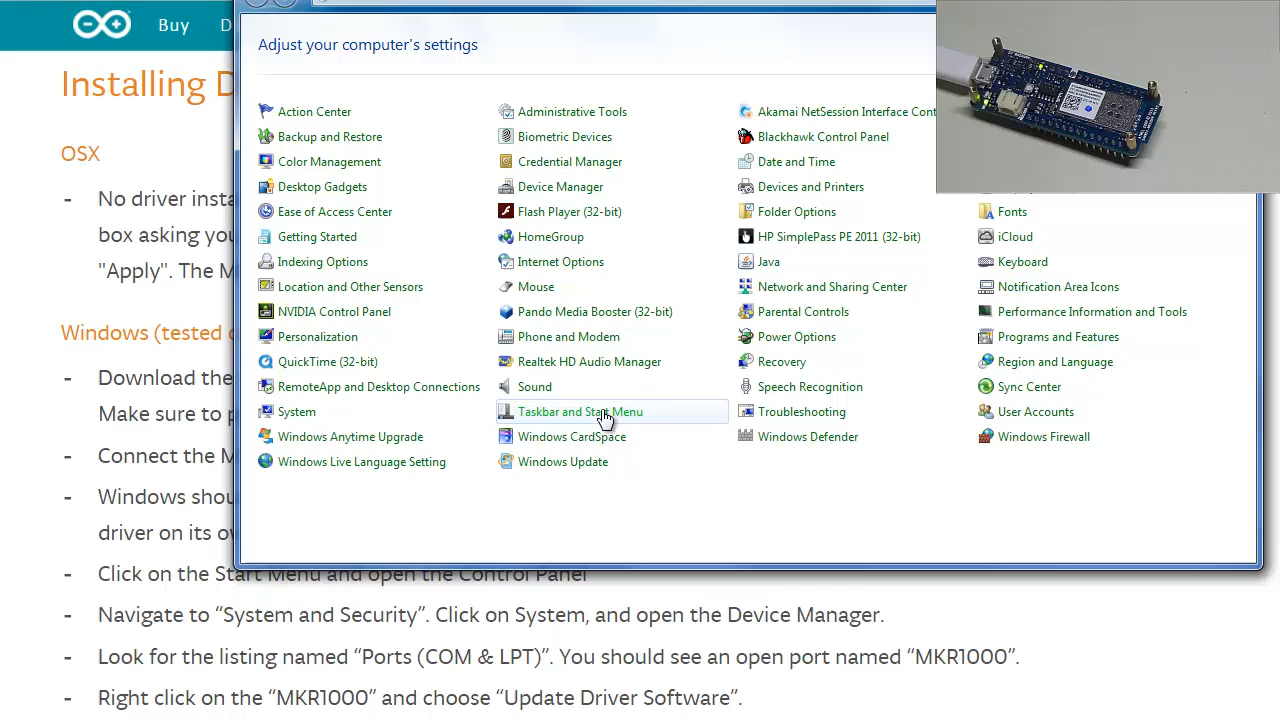 Buy
Installing
OSX
- No driver insta
box asking you
"Apply". The M
Windows (tested
- Download the
Make sure to
- Connect the M
- Windows shou
driver on its
- Click on the Start Menu and open the Control Panel
- Navigate to “System and Security”. Click on System, and open the Device Manager.
- Look for the listing named “Ports (COM & LPT)”. You should see an open port named “MKR1000”.
- Right click on the “MKR1000” and choose “Update Driver Software”.
Adjust your computer's settings
Action Center
Backup and Restore
Color Management
Desktop Gadgets
Ease of Access Center
Getting Started
Indexing Options
Location and Other Sensors
NVIDIA Control Panel
Personalization
QuickTime (32-bit)
RemoteApp and Desktop Connections
System
Windows Anytime Upgrade
Windows Live Language Setting
Administrative Tools
Biometric Devices
Credential Manager
Device Manager
Flash Player (32-bit)
HomeGroup
Internet Options
Mouse
Pando Media Booster (32-bit)
Phone and Modem
Realtek HD Audio Manager
Sound
Taskbar and Start Menu
Windows CardSpace
Windows Update
Akamai NetSession Interface Cont
Blackhawk Control Panel
Date and Time
Devices and Printers
Folder Options
HP SimplePass PE 2011 (32-bit)
Java
Network and Sharing Center
Parental Controls
Power Options
Recovery
Speech Recognition
Troubleshooting
Windows Defender
Fonts
iCloud
Keyboard
Notification Area Icons
Performance Information and Tools
Programs and Features
Region and Language
Sync Center
User Accounts
Windows Firewall